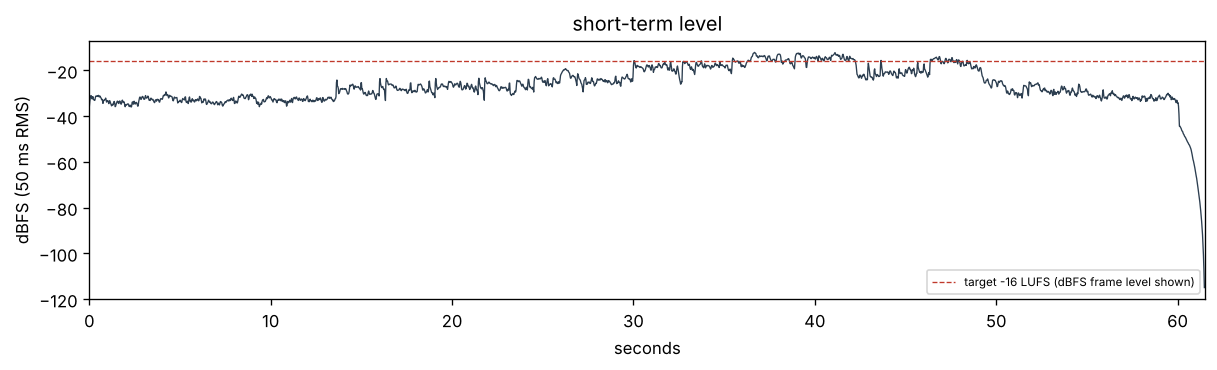 short-term level
dBFS (50 ms RMS)
−20
−40
−60
−80
−100
−120
target -16 LUFS (dBFS frame level shown)
0 10 20 30 40 50 60
seconds